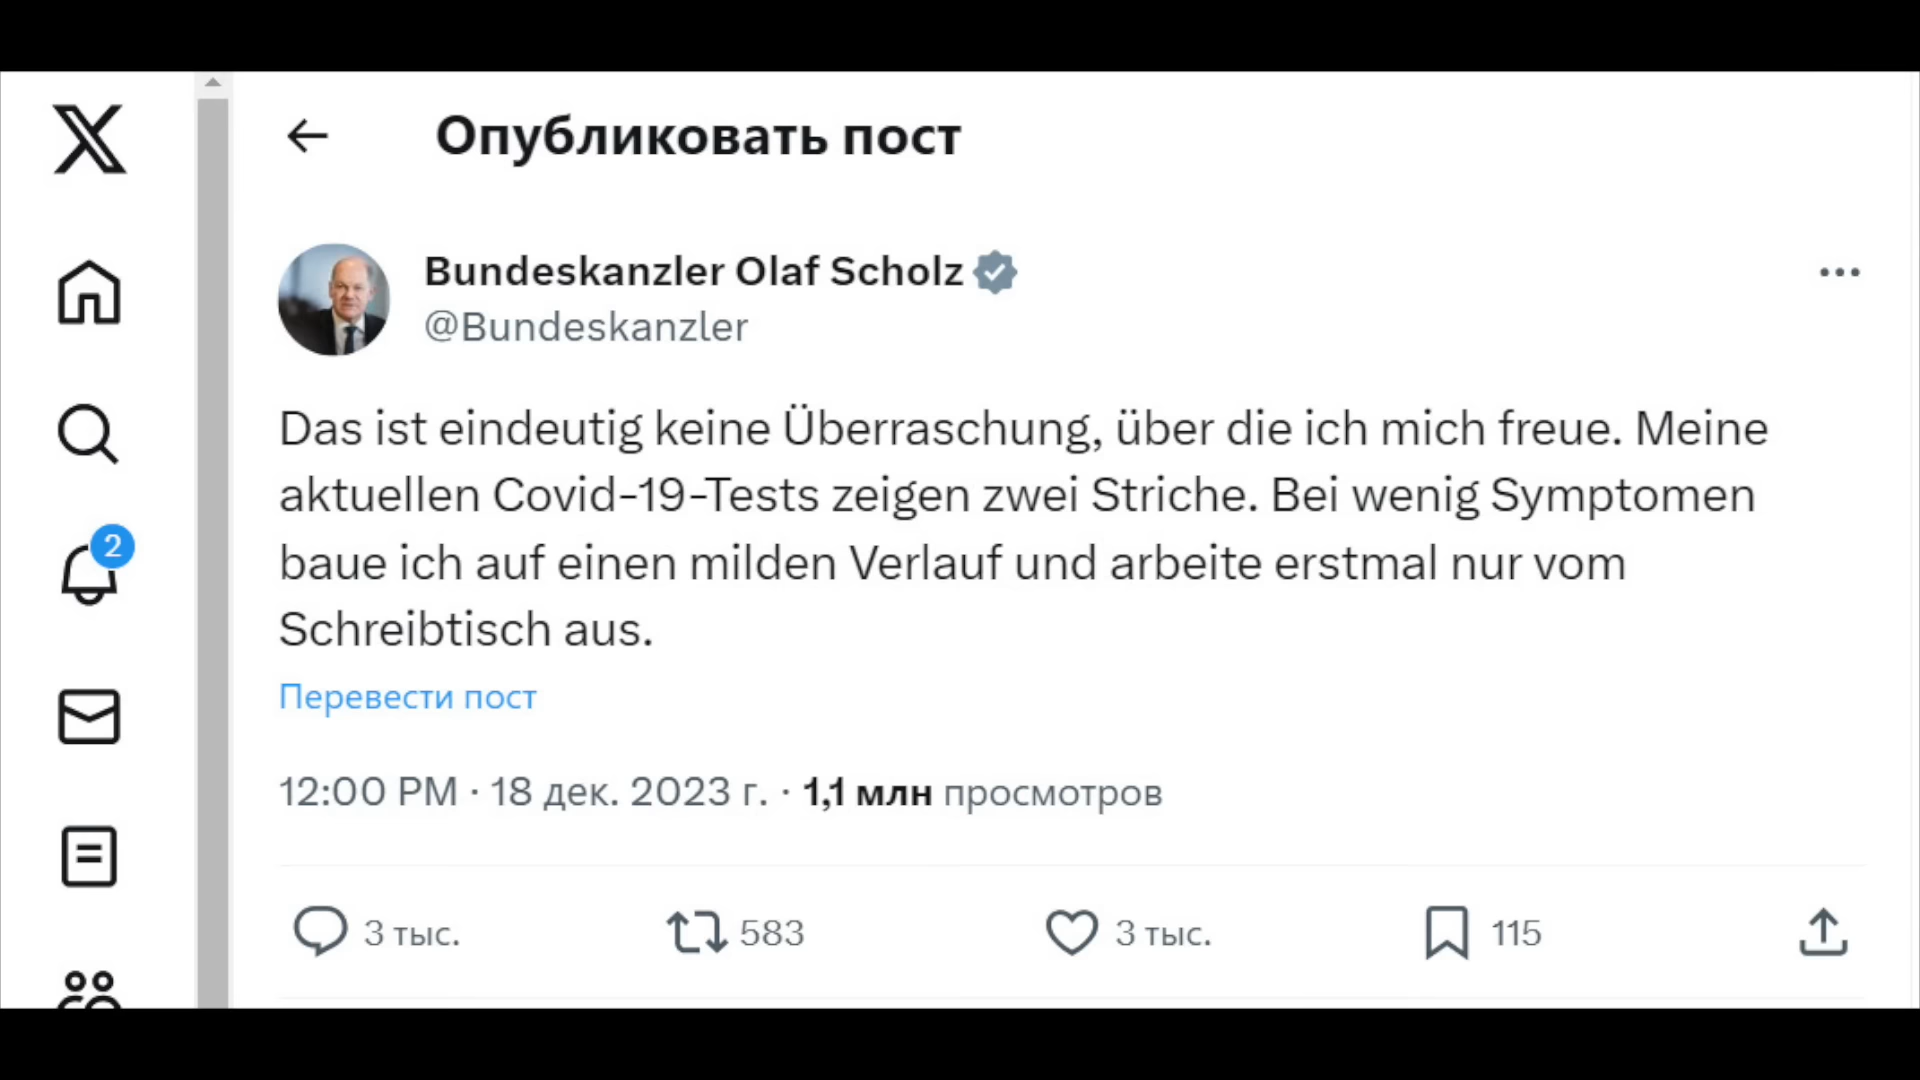 Опубликовать пост
Bundeskanzler Olaf Scholz
@Bundeskanzler
Das ist eindeutig keine Überraschung, über die ich mich freue. Meine
aktuellen Covid-19-Tests zeigen zwei Striche. Bei wenig Symptomen
baue ich auf einen milden Verlauf und arbeite erstmal nur vom
Schreibtisch aus.
Перевести пост
12:00 PM · 18 дек. 2023 г. · 1,1 млн просмотров
3 тыс. 583 3 тыс. 115
2